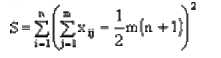 S = \sum_{i=1}^{n} \left( \sum_{j=1}^{m} x_{ij} - \frac{1}{2} m(n+1) \right)^2